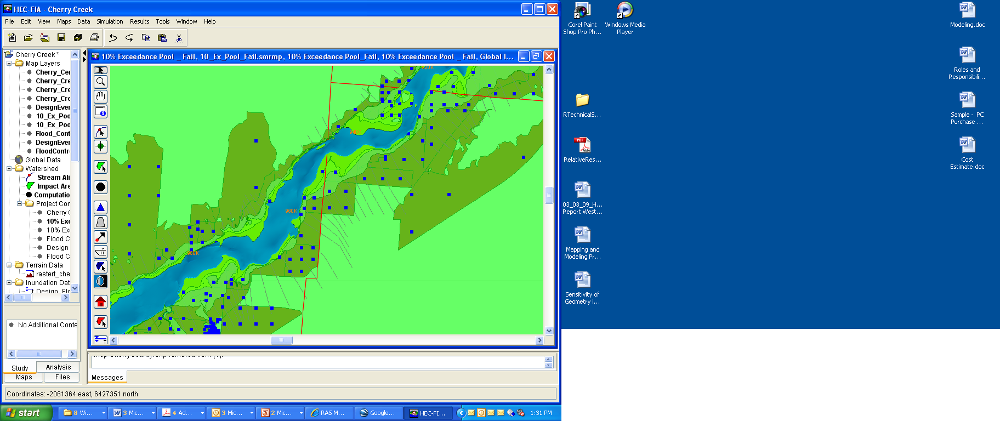 HEC-FIA - Cherry Creek
File Edit View Maps Data Simulation Results Tools Window Help
Cherry Creek *
Map Layers
Cherry_Cer
Cherry_Cre
Cherry_Cre
Cherry_Cre
DesignEver
10_Ex_Poo
10_Ex_Poo
Flood_Cont
DesignEver
FloodContr
Global Data
Watershed
Stream Ali
Impact Are
Computatio
Project Cor
Cherry C
10% Exc
10% Ex
Flood C
Design
Flood C
Terrain Data
rastert_che
Inundation Dat
Design_Flo
No Additional Conte
Study Analysis
Maps Files
10% Exceedance Pool _ Fail, 10_Ex_Pool_Fail.smrmp, 10% Exceedance Pool_Fail, 10% Exceedance Pool _ Fail, Global I...
960K
Messages
Coordinates: -2061364 east, 6427351 north
start
8 Wi...
3 Mic...
4 Ad...
3 Mic...
2 Mic...
RAS M...
Google...
HEC-FI...
1:31 PM
Corel Paint
Shop Pro Ph...
Windows Media
Player
RTechnicalS...
PDF
Adobe
RelativeRes...
03_03_09_H...
Report West...
Mapping and
Modeling Pr...
Sensitivity of
Geometry i...
Modeling.doc
Roles and
Responsibili...
Sample - PC
Purchase ...
Cost
Estimate.doc